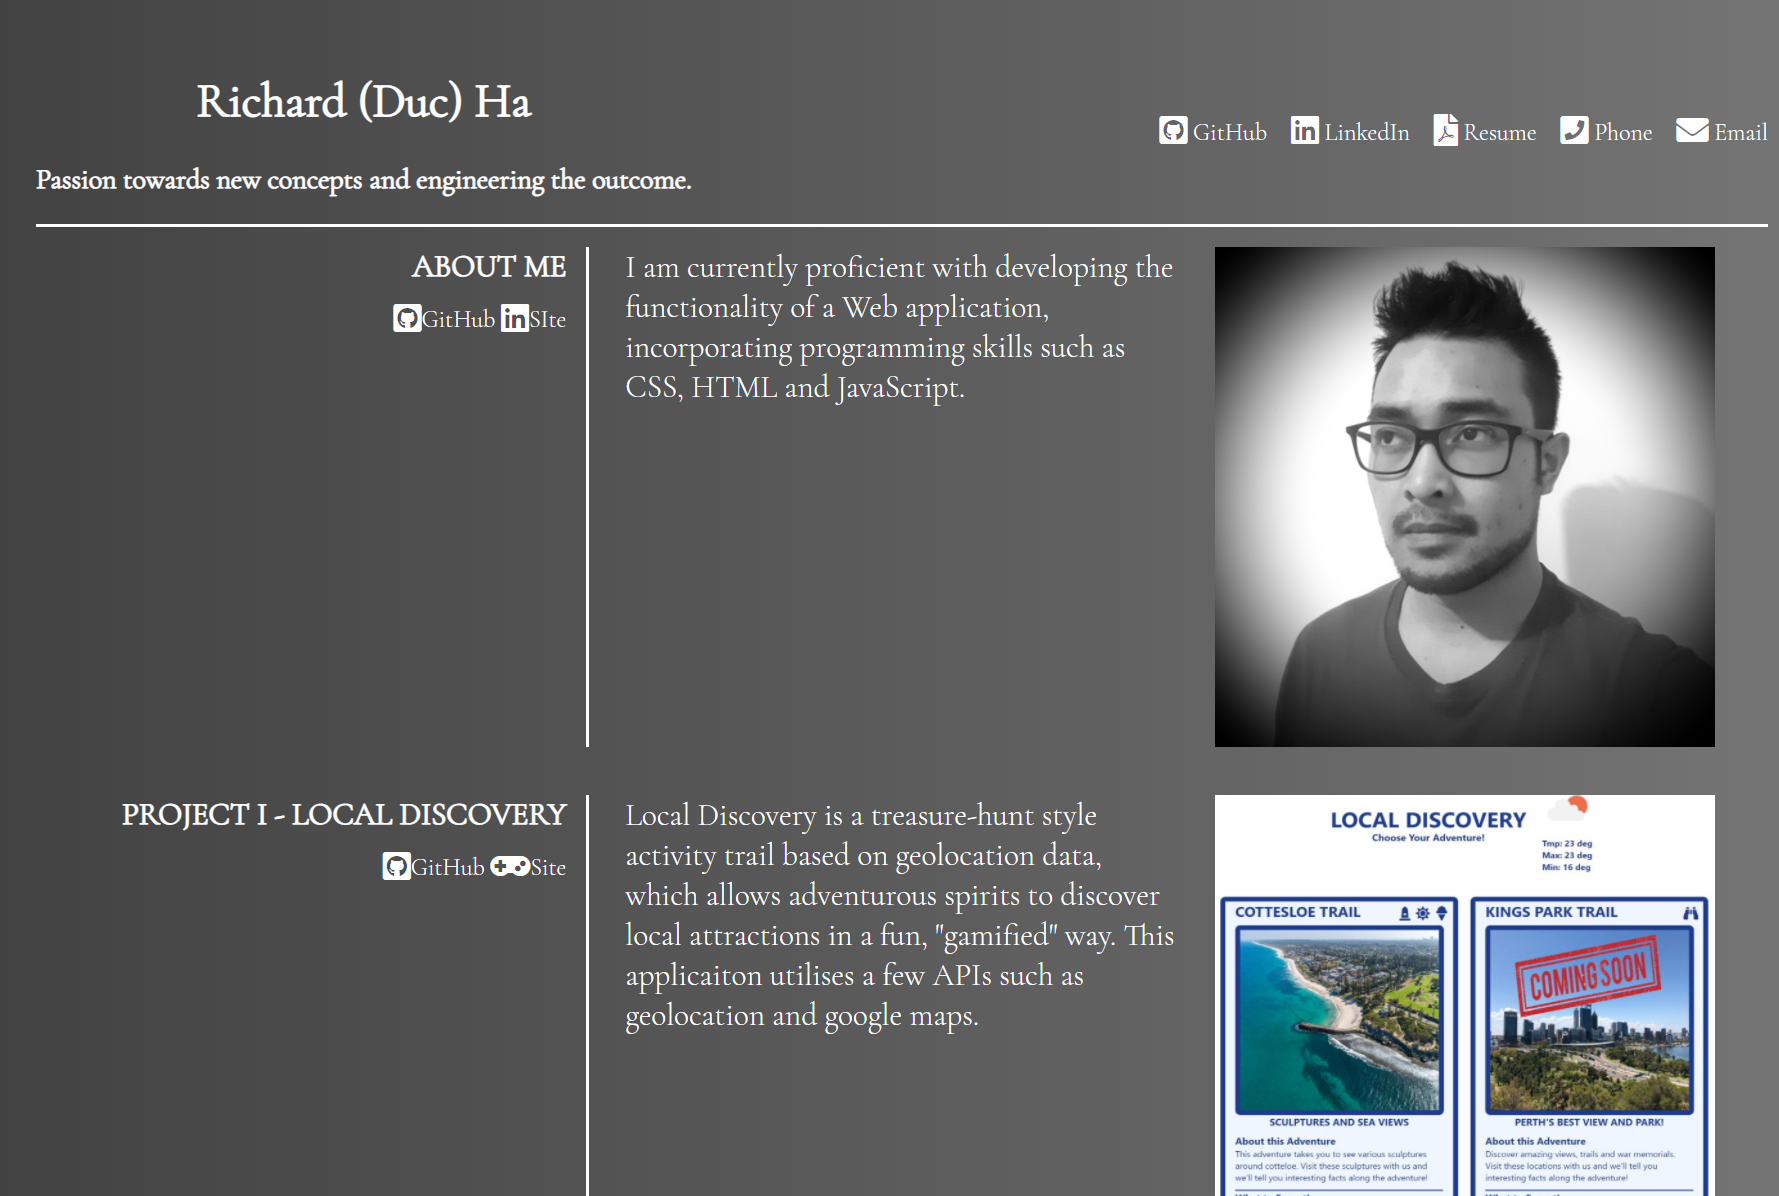 Richard (Duc) Ha
GitHub LinkedIn Resume Phone Email
Passion towards new concepts and engineering the outcome.
ABOUT ME
GitHub SIte
I am currently proficient with developing the
functionality of a Web application,
incorporating programming skills such as
CSS, HTML and JavaScript.
PROJECT I - LOCAL DISCOVERY
GitHub Site
Local Discovery is a treasure-hunt style
activity trail based on geolocation data,
which allows adventurous spirits to discover
local attractions in a fun, "gamified" way. This
applicaiton utilises a few APIs such as
geolocation and google maps.
LOCAL DISCOVERY
Choose Your Adventure!
Tmp: 23 deg
Max: 23 deg
Min: 16 deg
COTTESLOE TRAIL
SCULPTURES AND SEA VIEWS
About this Adventure
This adventure takes you to see various sculptures
around cotteloe. Visit these sculptures with us and
we'll tell you interesting facts along the adventure!
KINGS PARK TRAIL
COMING SOON
PERTH'S BEST VIEW AND PARK!
About this Adventure
Discover amazing views, trails and war memorials.
Visit these locations with us and we'll tell you
interesting facts along the adventure!